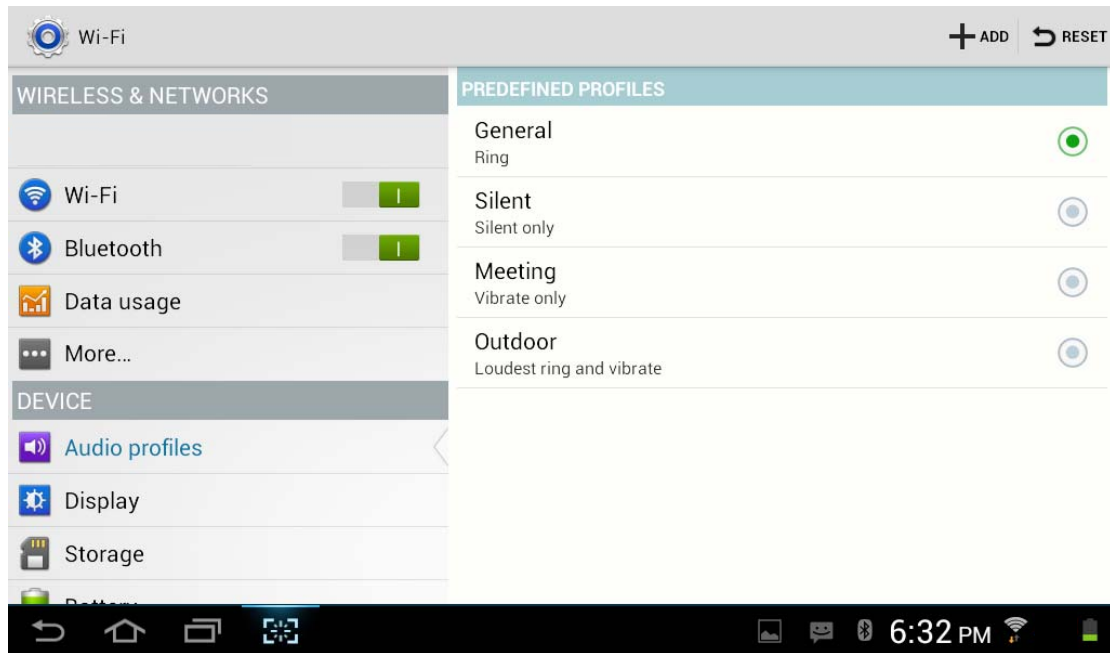 Wi-Fi
ADD
RESET
WIRELESS & NETWORKS
Wi-Fi
Bluetooth
Data usage
More...
DEVICE
Audio profiles
Display
Storage
PREDEFINED PROFILES
General
Ring
Silent
Silent only
Meeting
Vibrate only
Outdoor
Loudest ring and vibrate
6:32 PM